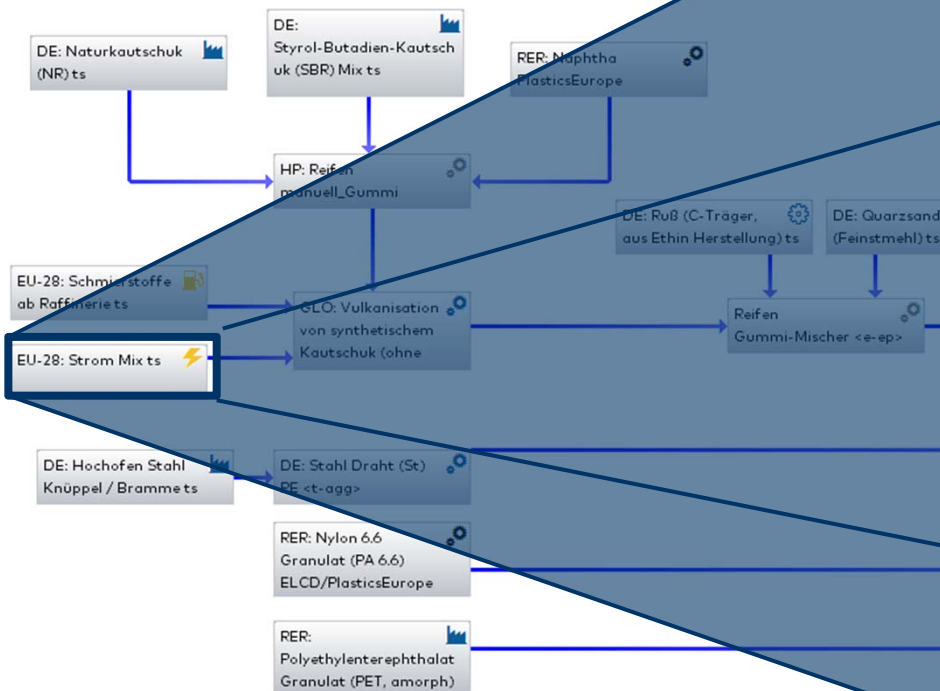 DE: Naturkautschuk
(NR) ts
DE:
Styrol-Butadien-Kautsch
uk (SBR) Mix ts
RER: Naphtha
PlasticsEurope
HP: Reifen
manuell_Gummi
DE: Ruß (C-Träger,
aus Ethin Herstellung) ts
DE: Quarzsand
(Feinstmehl) ts
EU-28: Schmierstoffe
ab Raffinerie ts
GLO: Vulkanisation
von synthetischem
Kautschuk (ohne
Reifen
Gummi-Mischer <e-ep>
EU-28: Strom Mix ts
DE: Hochofen Stahl
Knüppel / Bramme ts
DE: Stahl Draht (St)
PE <t-agg>
RER: Nylon 6.6
Granulat (PA 6.6)
ELCD/PlasticsEurope
RER:
Polyethylenterephthalat
Granulat (PET, amorph)